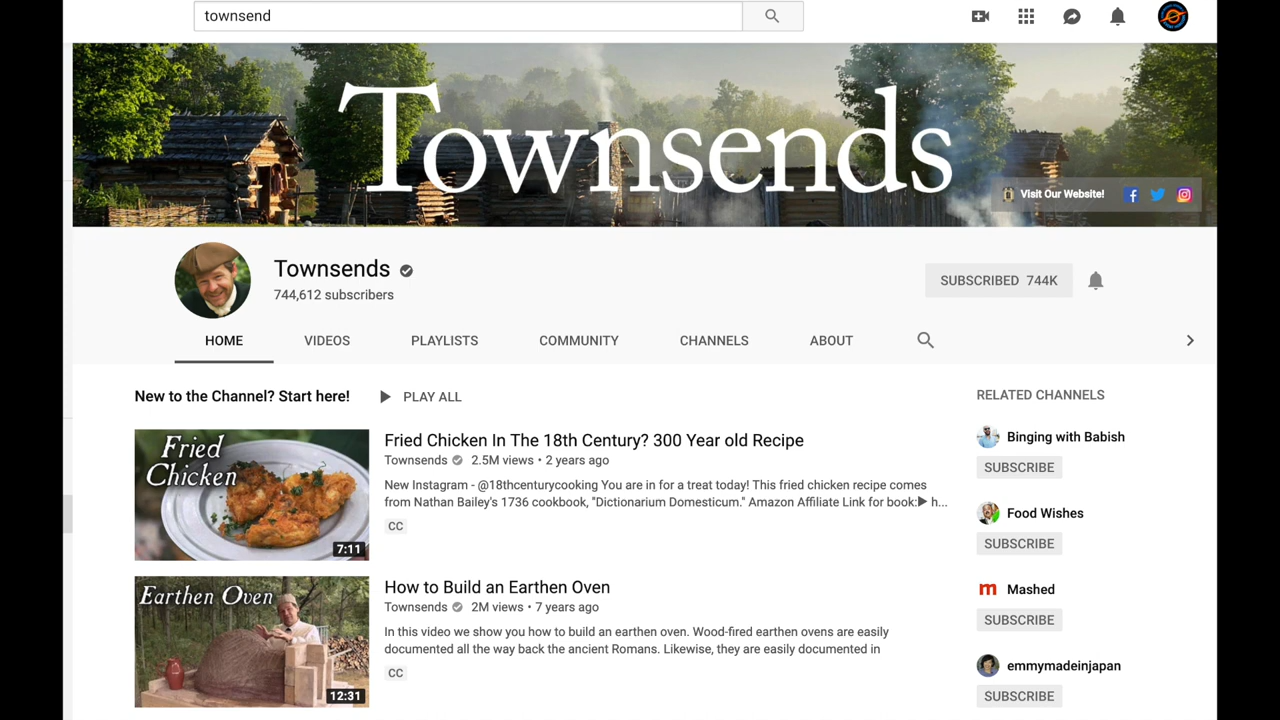 townsend
Townsends
Visit Our Website!
Townsends
744,612 subscribers
SUBSCRIBED 744K
HOME VIDEOS PLAYLISTS COMMUNITY CHANNELS ABOUT
New to the Channel? Start here! PLAY ALL
Fried
Chicken
7:11
Fried Chicken In The 18th Century? 300 Year old Recipe
Townsends 2.5M views • 2 years ago
New Instagram - @18thcenturycooking You are in for a treat today! This fried chicken recipe comes
from Nathan Bailey's 1736 cookbook, "Dictionarium Domesticum." Amazon Affiliate Link for book:▶ h...
CC
Earthen Oven
12:31
How to Build an Earthen Oven
Townsends 2M views • 7 years ago
In this video we show you how to build an earthen oven. Wood-fired earthen ovens are easily
documented all the way back the ancient Romans. Likewise, they are easily documented in
CC
RELATED CHANNELS
Binging with Babish
SUBSCRIBE
Food Wishes
SUBSCRIBE
m Mashed
SUBSCRIBE
emmymadeinjapan
SUBSCRIBE